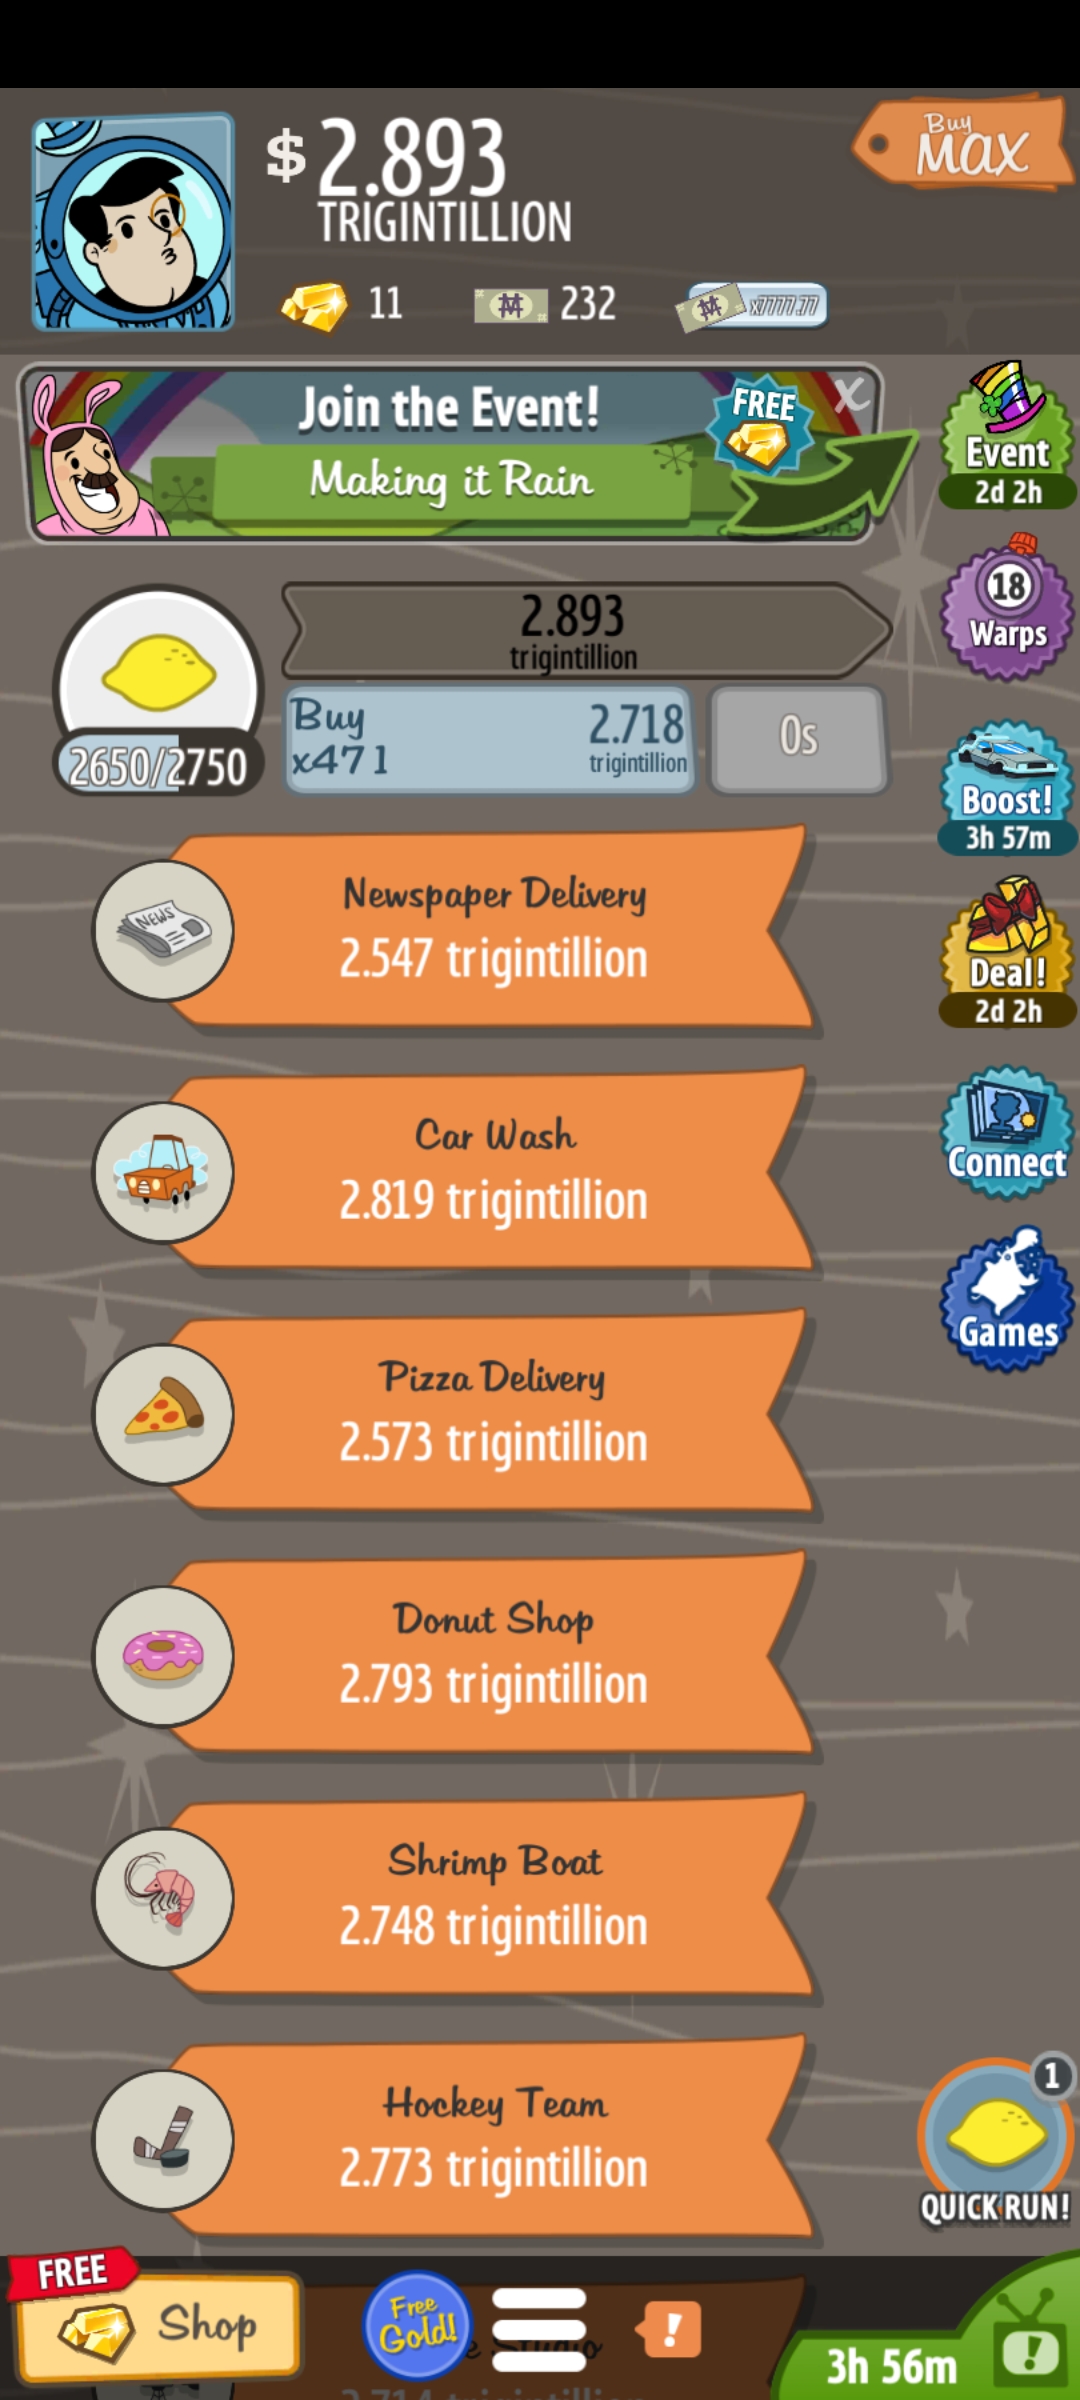 $ 2.893
TRIGINTILLION
Buy
MAX
11
232
x7777.77
Join the Event!
Making it Rain
FREE
X
Event
2d 2h
18
Warps
2.893
trigintillion
Buy
x471
2.718
trigintillion
0s
2650/2750
Boost!
3h 57m
Newspaper Delivery
2.547 trigintillion
NEWS
Deal!
2d 2h
Car Wash
2.819 trigintillion
Connect
Games
Pizza Delivery
2.573 trigintillion
Donut Shop
2.793 trigintillion
Shrimp Boat
2.748 trigintillion
Hockey Team
2.773 trigintillion
1
QUICK RUN!
FREE
Shop
Free
Gold!
!
3h 56m
!